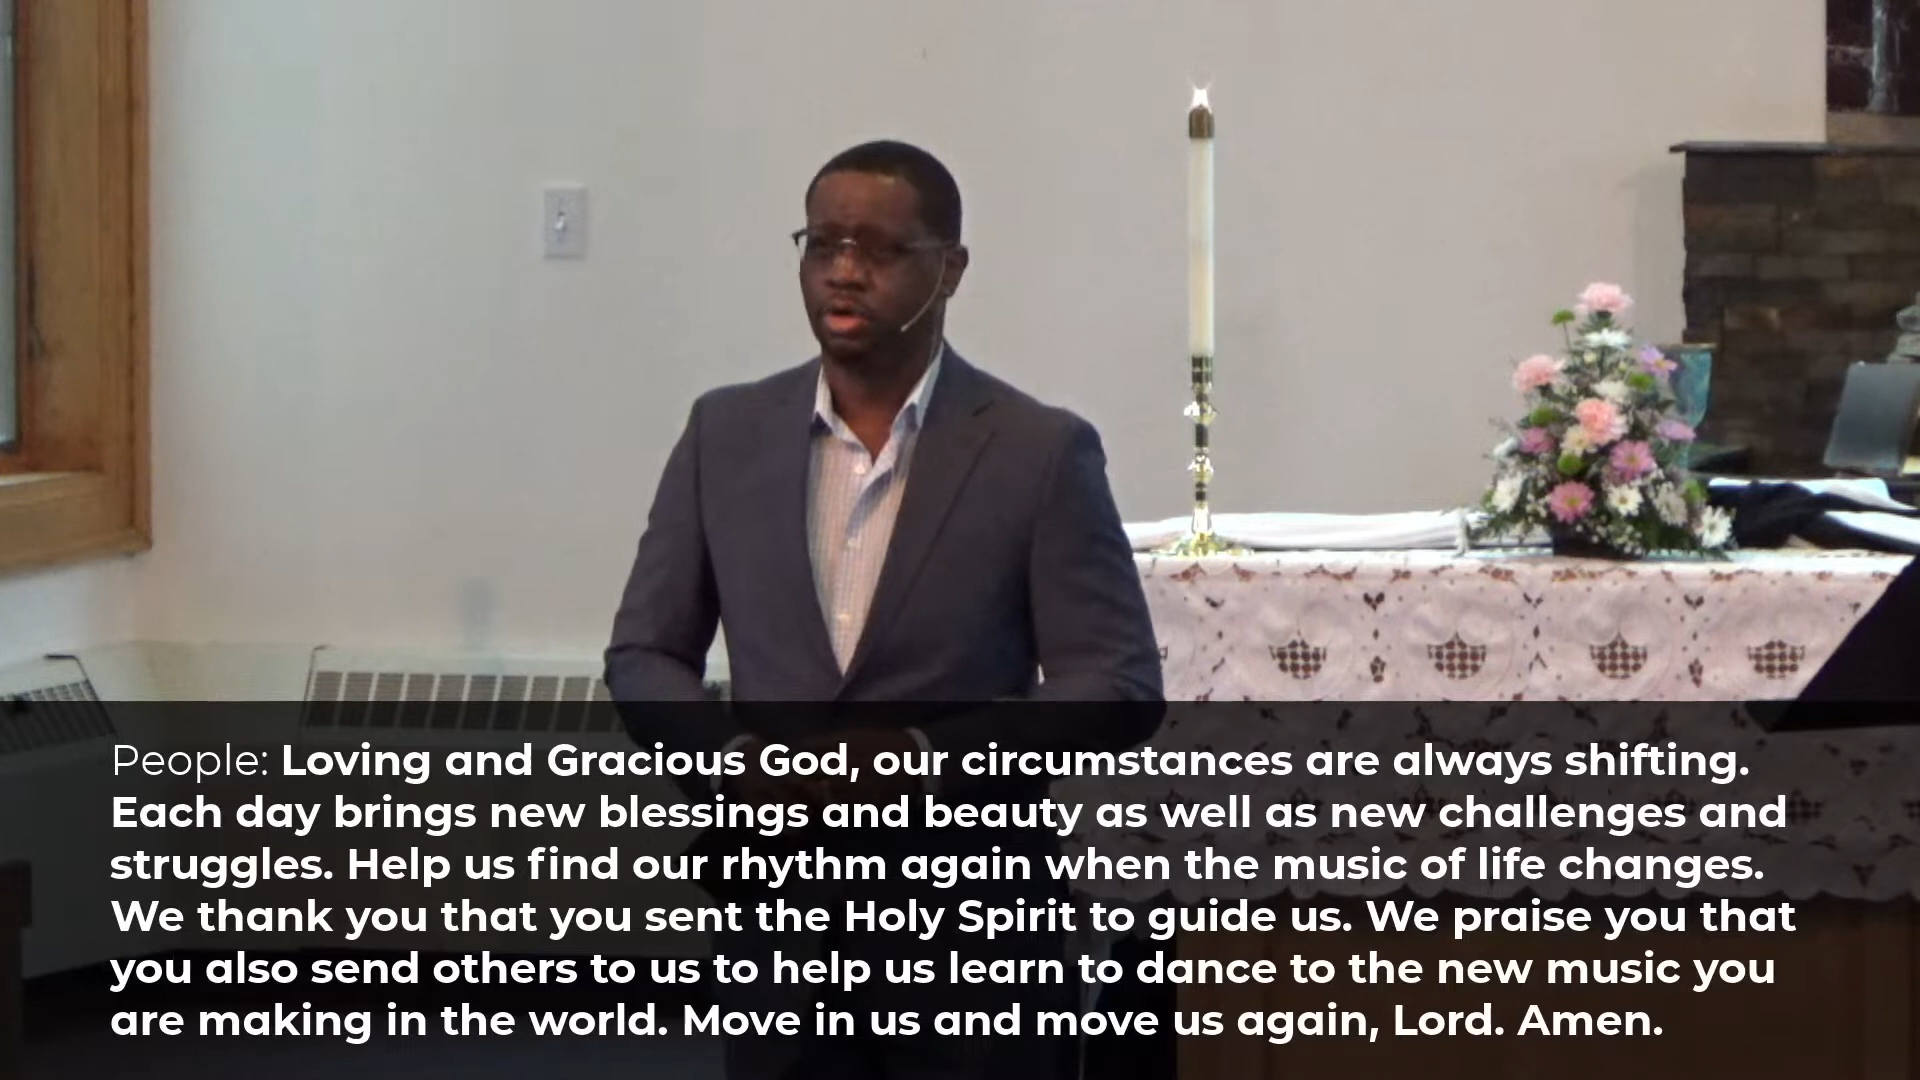 People: Loving and Gracious God, our circumstances are always shifting.
Each day brings new blessings and beauty as well as new challenges and
struggles. Help us find our rhythm again when the music of life changes.
We thank you that you sent the Holy Spirit to guide us. We praise you that
you also send others to us to help us learn to dance to the new music you
are making in the world. Move in us and move us again, Lord. Amen.